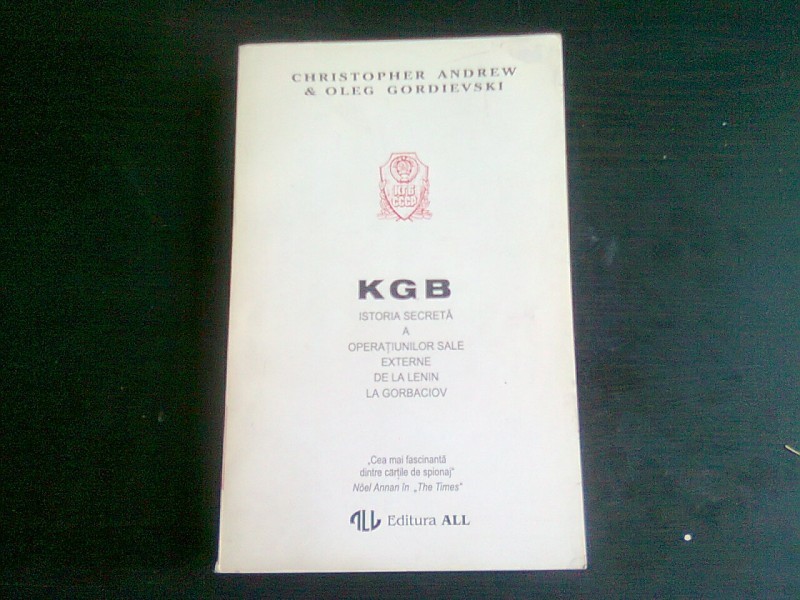 CHRISTOPHER ANDREW
& OLEG GORDIEVSKI
КГБ
СССР
KGB
ISTORIA SECRETĂ
A
OPERAȚIUNILOR SALE
EXTERNE
DE LA LENIN
LA GORBACIOV
„Cea mai fascinantă
dintre cărțile de spionaj"
Nöel Annan în „The Times"
ALL Editura ALL